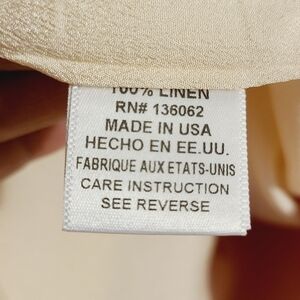 100% LINEN
RN# 136062
MADE IN USA
HECHO EN EE.UU.
FABRIQUE AUX ETATS-UNIS
CARE INSTRUCTION
SEE REVERSE